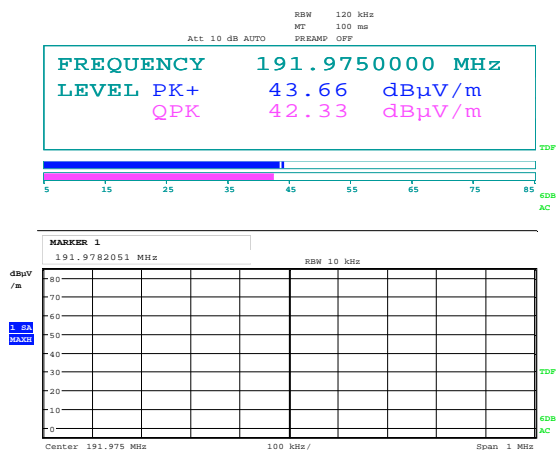 RBW 120 kHz
MT 100 ms
Att 10 dB AUTO PREAMP OFF
FREQUENCY 191.9750000 MHz
LEVEL PK+ 43.66 dBµV/m
QPK 42.33 dBµV/m
TDF
5 15 25 35 45 55 65 75 85
6DB
AC
MARKER 1
191.9782051 MHz
RBW 10 kHz
dBµV
/m
80
70
60
1 SA
MAXH
50
40
30
TDF
20
10
6DB
0
AC
Center 191.975 MHz 100 kHz/ Span 1 MHz